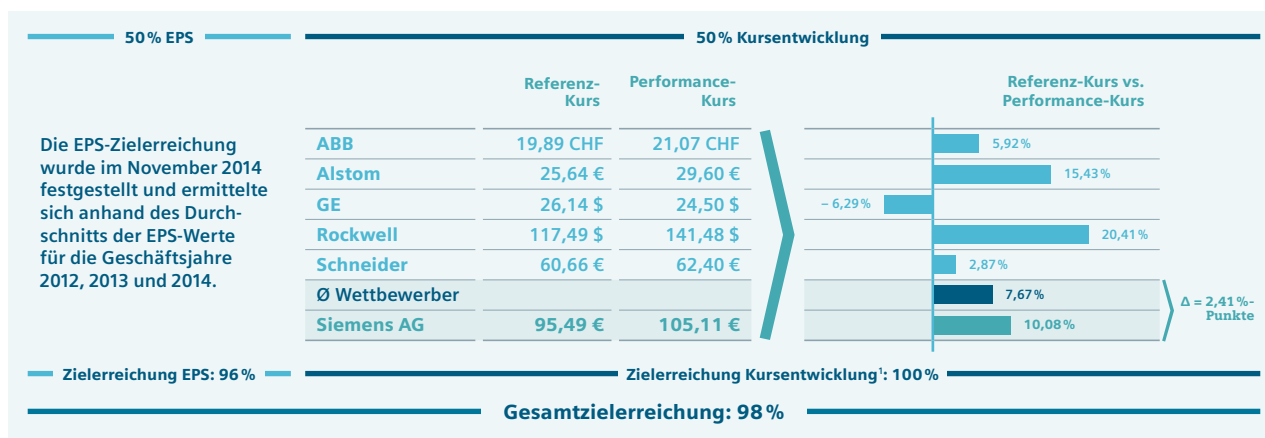 50 % EPS
50 % Kursentwicklung
Die EPS-Zielerreichung
wurde im November 2014
festgestellt und ermittelte
sich anhand des Durch-
schnitts der EPS-Werte
für die Geschäftsjahre
2012, 2013 und 2014.
Referenz-
Kurs
Performance-
Kurs
Referenz-Kurs vs.
Performance-Kurs
ABB 19,89 CHF 21,07 CHF 5,92 %
Alstom 25,64 € 29,60 € 15,43 %
GE 26,14 $ 24,50 $ – 6,29 %
Rockwell 117,49 $ 141,48 $ 20,41 %
Schneider 60,66 € 62,40 € 2,87 %
Ø Wettbewerber 7,67 %
Siemens AG 95,49 € 105,11 € 10,08 %
Δ = 2,41 %-
Punkte
Zielerreichung EPS: 96 %
Zielerreichung Kursentwicklung¹: 100 %
Gesamtzielerreichung: 98 %